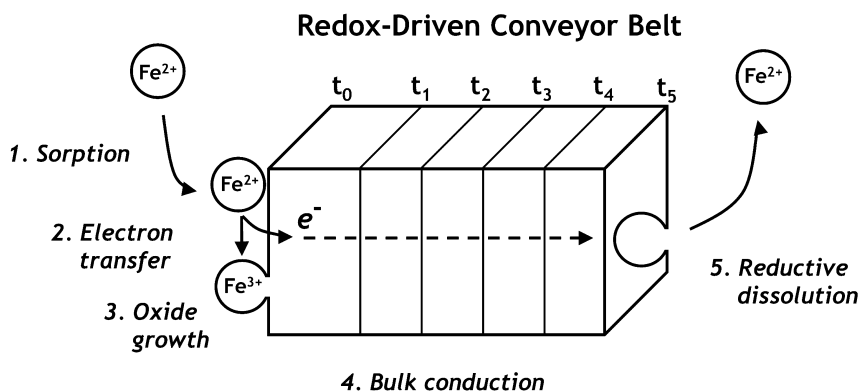 Redox-Driven Conveyor Belt
Fe²⁺
Fe²⁺
t₀ t₁ t₂ t₃ t₄ t₅
1. Sorption
Fe²⁺
2. Electron
transfer
e⁻
Fe³⁺
3. Oxide
growth
5. Reductive
dissolution
4. Bulk conduction